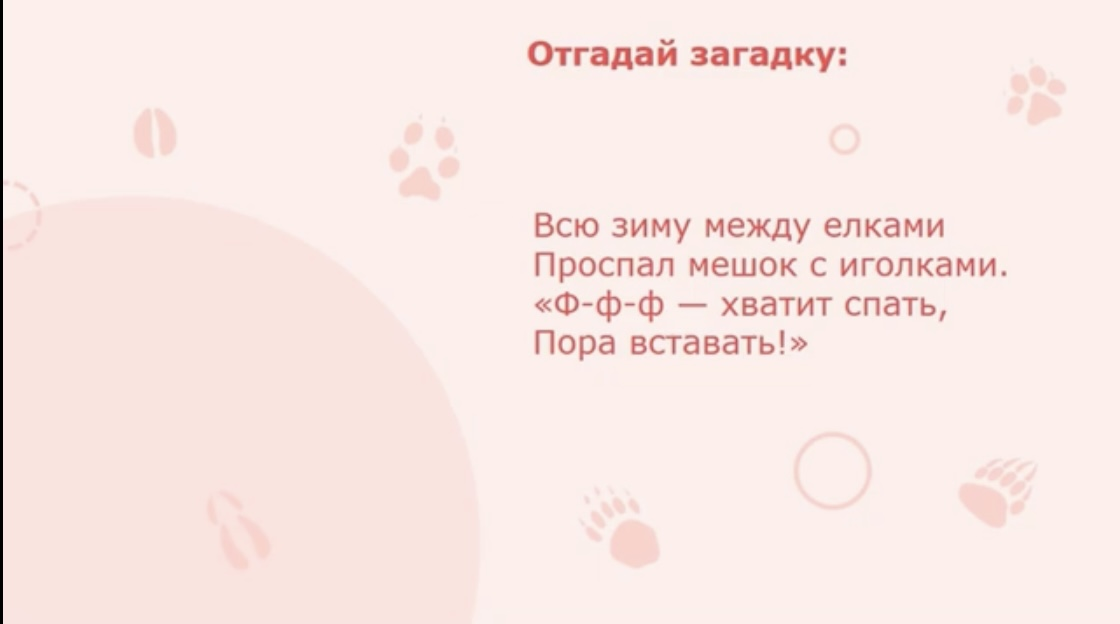 Отгадай загадку:
Всю зиму между елками
Проспал мешок с иголками.
«Ф-ф-ф — хватит спать,
Пора вставать!»